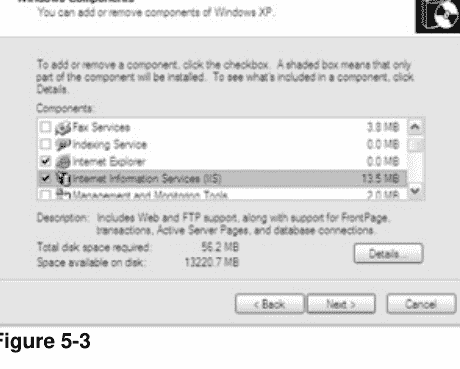 Windows Components
You can add or remove components of Windows XP.
To add or remove a component, click the checkbox. A shaded box means that only
part of the component will be installed. To see what's included in a component, click
Details.
Components:
Fax Services 3.8 MB
Indexing Service 0.0 MB
Internet Explorer 0.0 MB
Internet Information Services (IIS) 13.5 MB
Management and Monitoring Tools 2.0 MB
Description: Includes Web and FTP support, along with support for FrontPage,
transactions, Active Server Pages, and database connections.
Total disk space required: 56.2 MB
Space available on disk: 13220.7 MB
Details...
< Back Next > Cancel
Figure 5-3